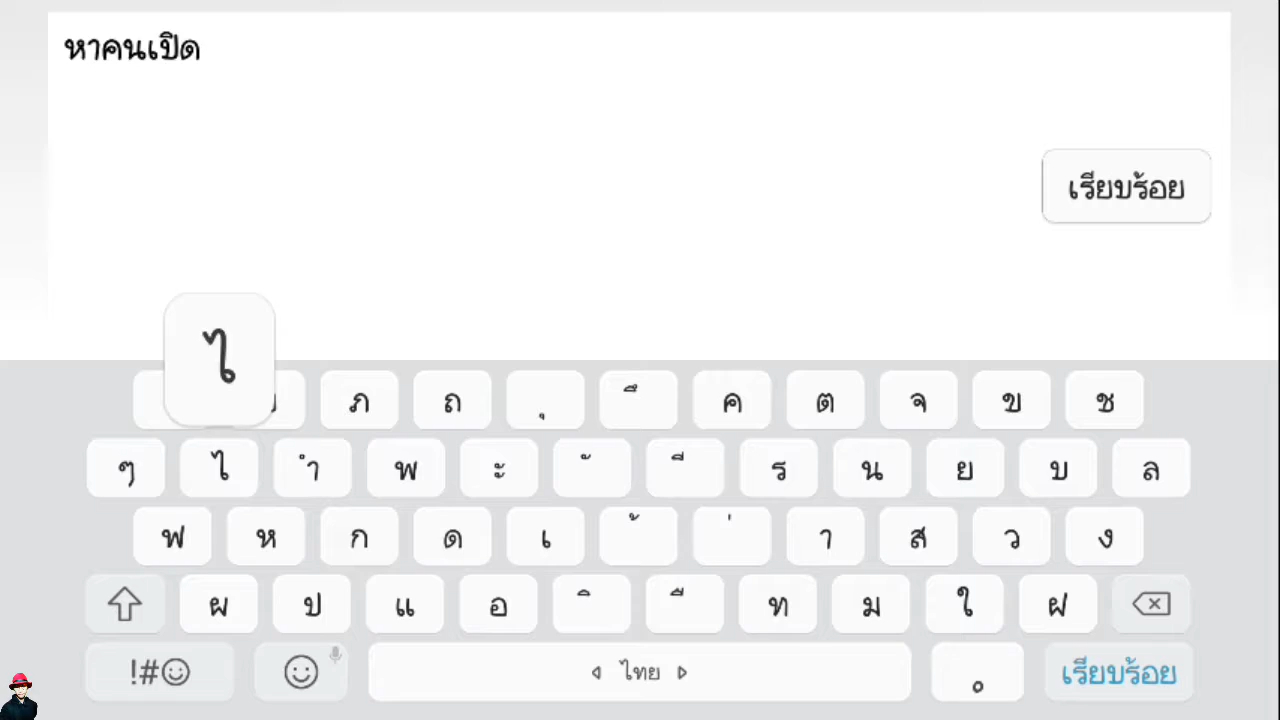 หาคนเปิด
เรียบร้อย
ไ
ภ ถ ุ ึ ค ต จ ข ช
ๆ ไ ำ พ ะ ั ี ร น ย บ ล
ฟ ห ก ด เ ้ ่ า ส ว ง
ผ ป แ อ ิ ื ท ม ใ ฝ
!#☺ ไทย ํ เรียบร้อย